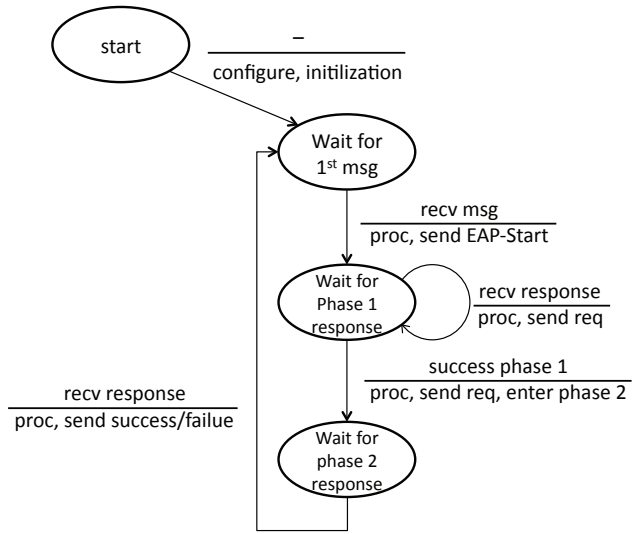 start
–
configure, initilization
Wait for
1st msg
recv msg
proc, send EAP-Start
Wait for
Phase 1
response
recv response
proc, send req
success phase 1
proc, send req, enter phase 2
recv response
proc, send success/failue
Wait for
phase 2
response